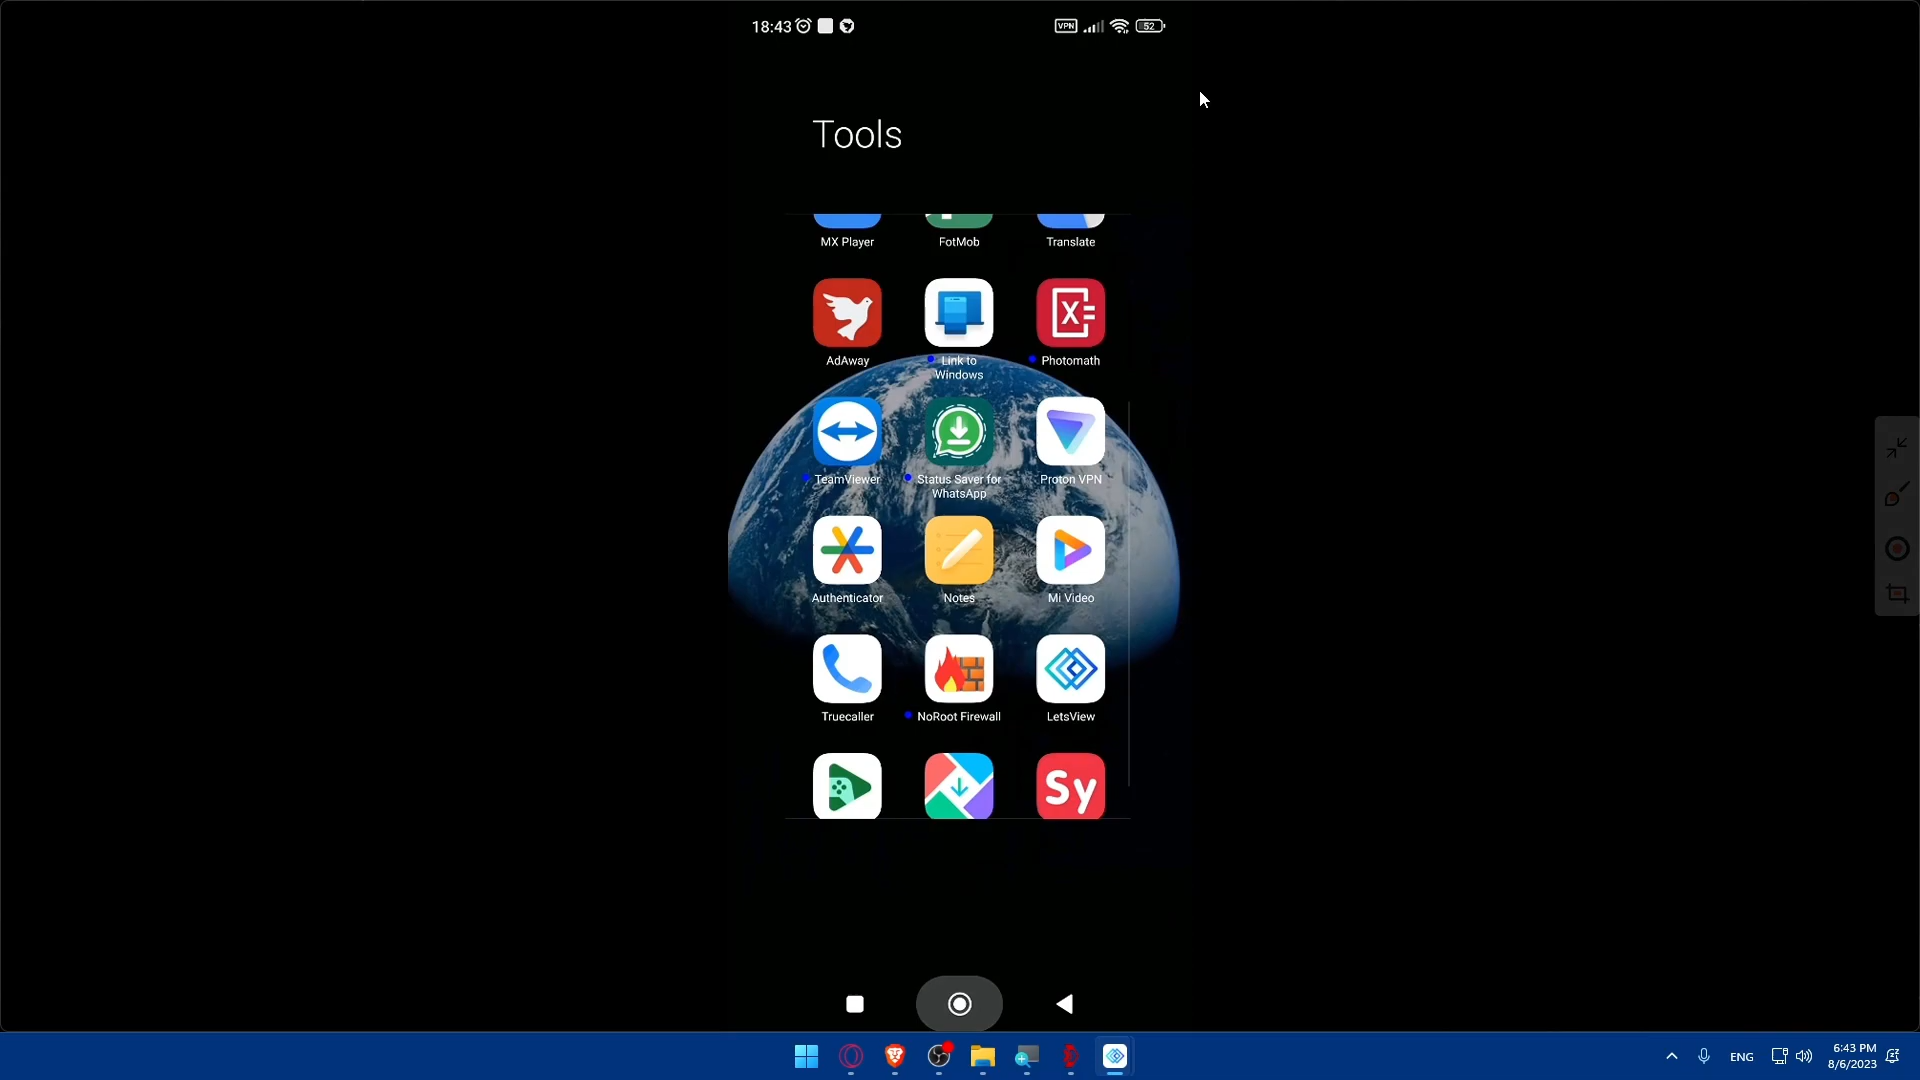 18:43
VPN
52
Tools
MX Player
FotMob
Translate
AdAway
Link to
Windows
Photomath
X
TeamViewer
Status Saver for
WhatsApp
Proton VPN
Authenticator
Notes
Mi Video
Truecaller
NoRoot Firewall
LetsView
Sy
ENG
6:43 PM
8/6/2023